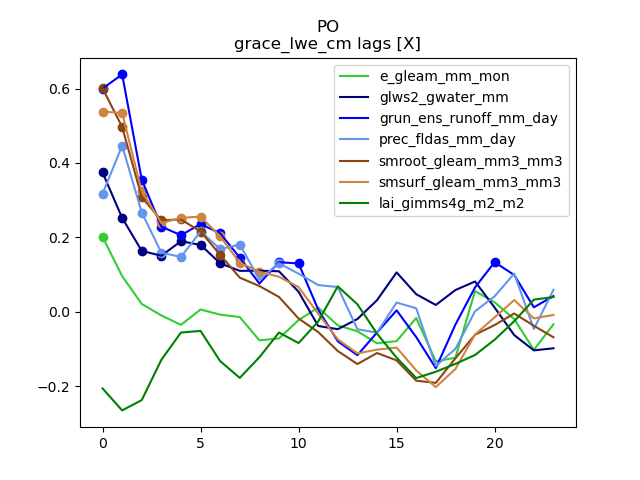 PO
grace_lwe_cm lags [X]
e_gleam_mm_mon
glws2_gwater_mm
grun_ens_runoff_mm_day
prec_fldas_mm_day
smroot_gleam_mm3_mm3
smsurf_gleam_mm3_mm3
lai_gimms4g_m2_m2
0.6
0.4
0.2
0.0
−0.2
0 5 10 15 20